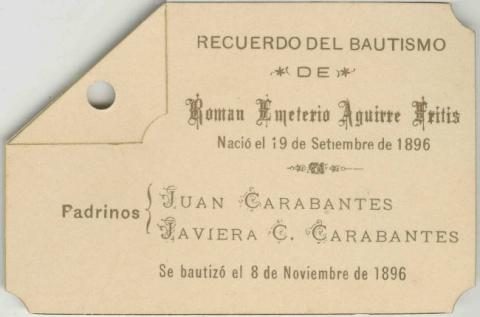 RECUERDO DEL BAUTISMO
DE
Roman Emeterio Aguirre Fritis
Nació el 19 de Setiembre de 1896
Padrinos
JUAN CARABANTES
JAVIERA C. CARABANTES
Se bautizó el 8 de Noviembre de 1896